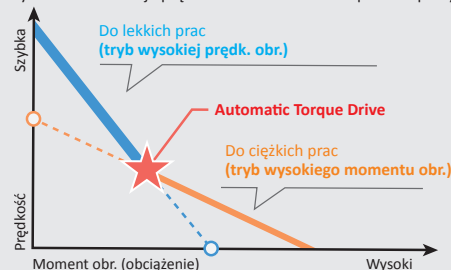 Szybka
Do lekkich prac
(tryb wysokiej prędk. obr.)
Automatic Torque Drive
Do ciężkich prac
(tryb wysokiego momentu obr.)
Prędkość
Moment obr. (obciążenie)
Wysoki